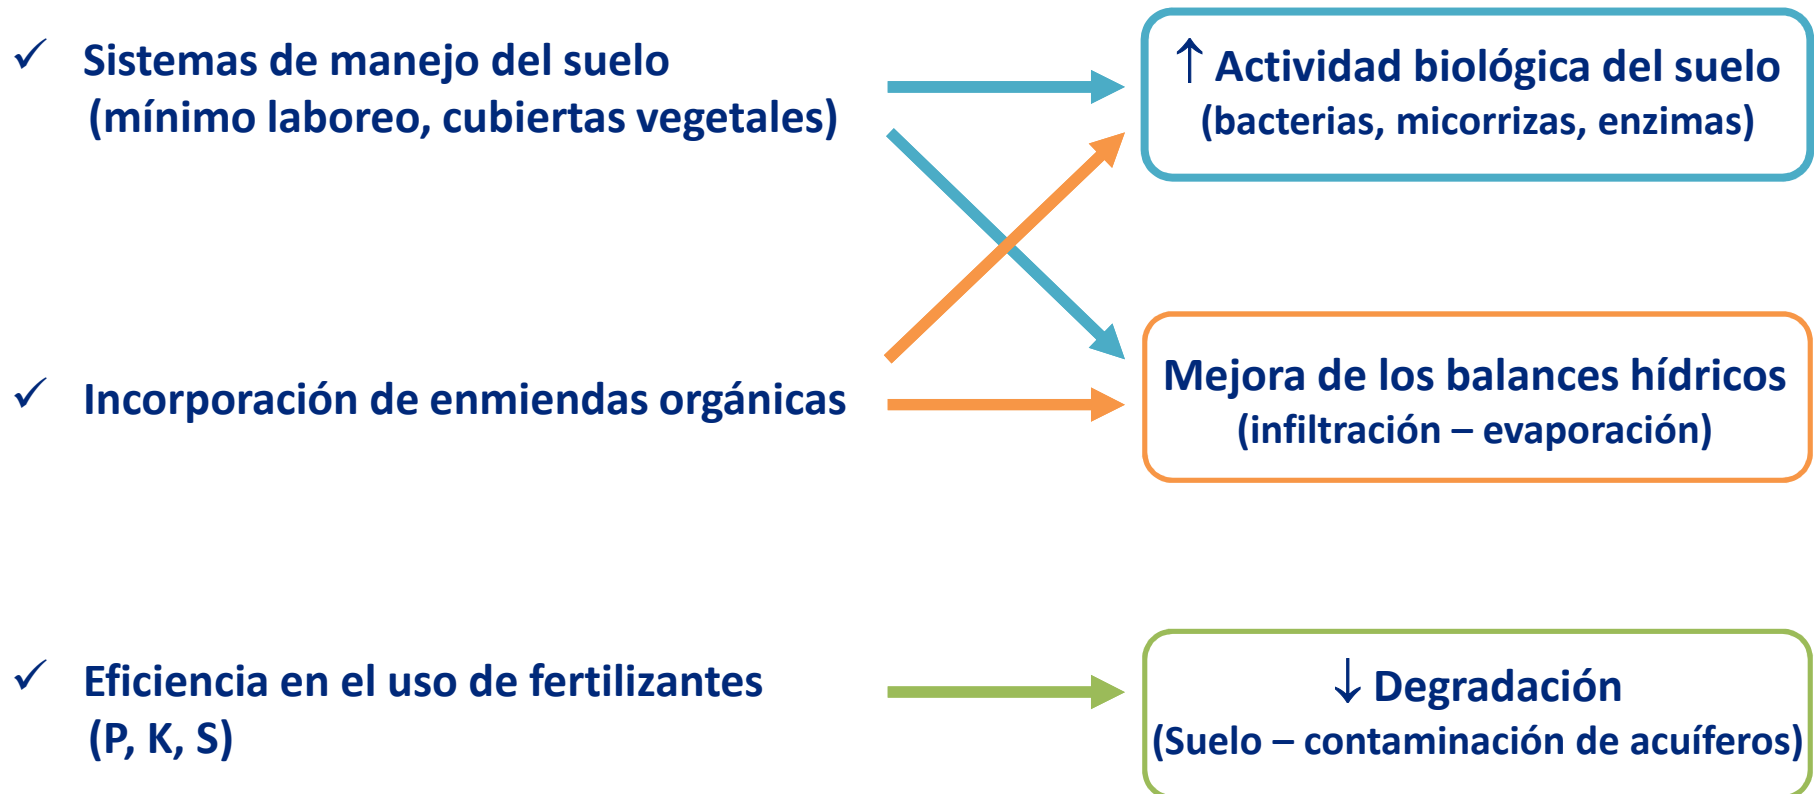 ✓ Sistemas de manejo del suelo
(mínimo laboreo, cubiertas vegetales)
↑ Actividad biológica del suelo
(bacterias, micorrizas, enzimas)
✓ Incorporación de enmiendas orgánicas
Mejora de los balances hídricos
(infiltración – evaporación)
✓ Eficiencia en el uso de fertilizantes
(P, K, S)
↓ Degradación
(Suelo – contaminación de acuíferos)